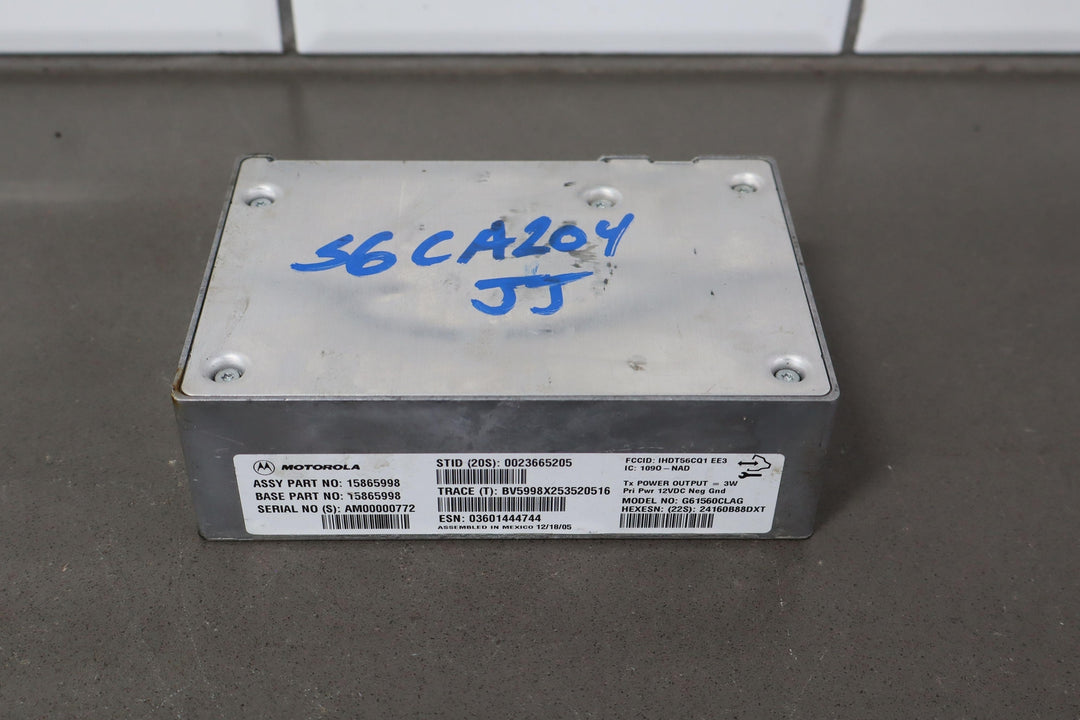 S6CA204
JJ
MOTOROLA
ASSY PART NO: 15865998
BASE PART NO: 15865998
SERIAL NO (S): AM00000772
STID (20S): 0023665205
TRACE (T): BV5998X253520516
ESN: 03601444744
ASSEMBLED IN MEXICO 12/18/05
FCCID: IHDT56CQ1 EE3
IC: 1090-NAD
Tx POWER OUTPUT = 3W
Pri Pwr 12VDC Neg Gnd
MODEL NO: G61560CLAG
HEXESN: (22S): 24160B88DXT